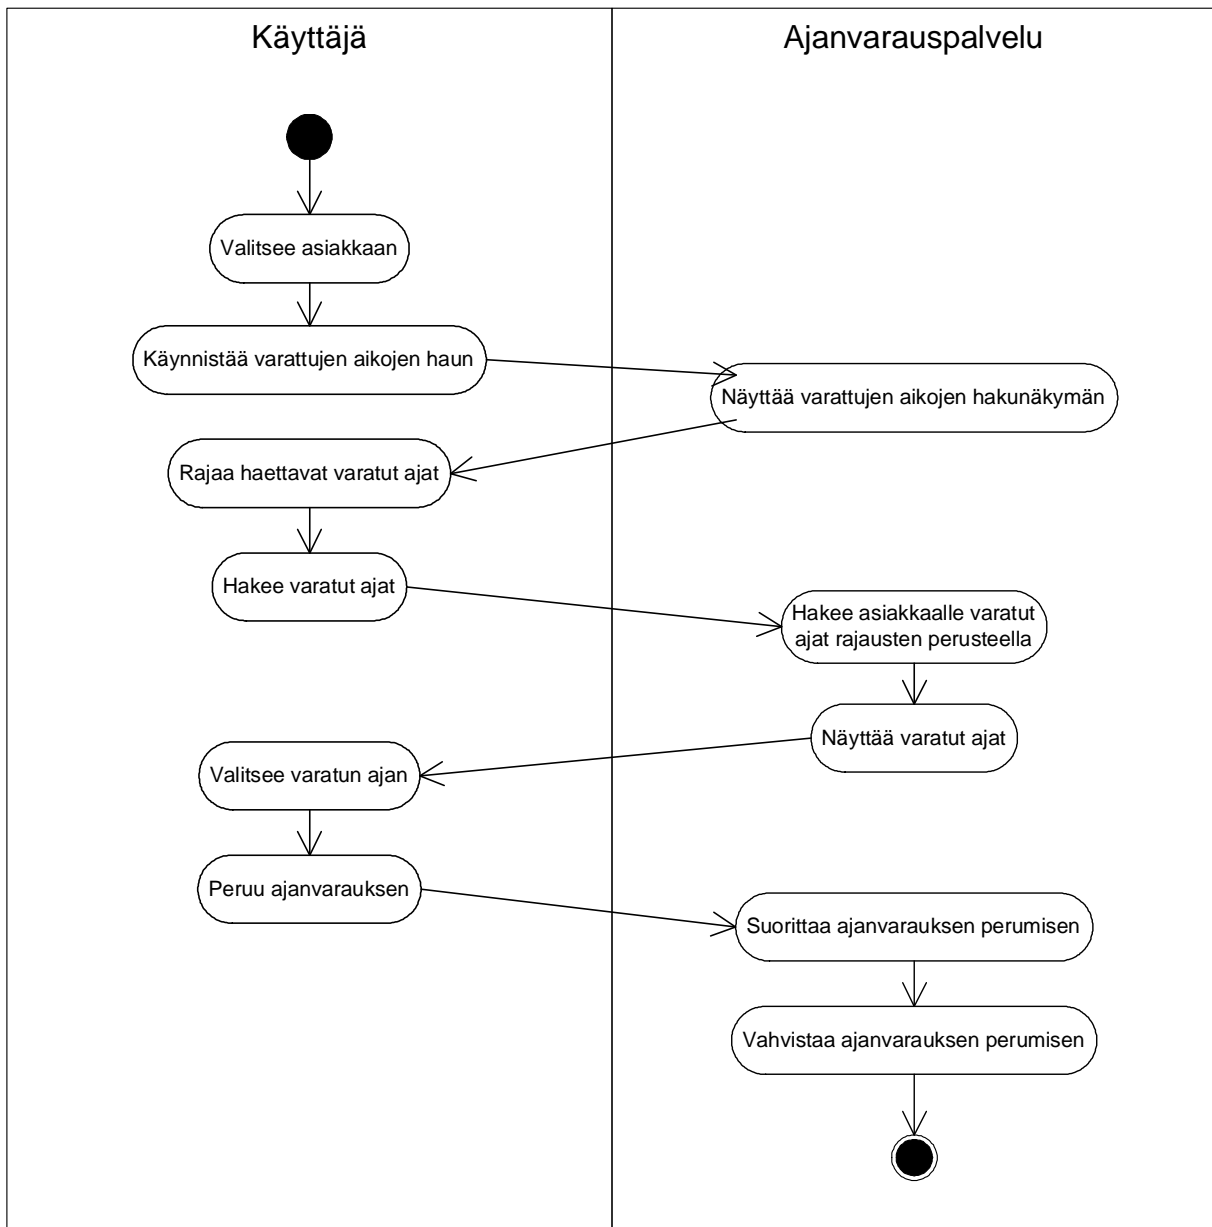 Käyttäjä
Ajanvarauspalvelu
Valitsee asiakkaan
Käynnistää varattujen aikojen haun
Näyttää varattujen aikojen hakunäkymän
Rajaa haettavat varatut ajat
Hakee varatut ajat
Hakee asiakkaalle varatut
ajat rajausten perusteella
Näyttää varatut ajat
Valitsee varatun ajan
Peruu ajanvarauksen
Suorittaa ajanvarauksen perumisen
Vahvistaa ajanvarauksen perumisen